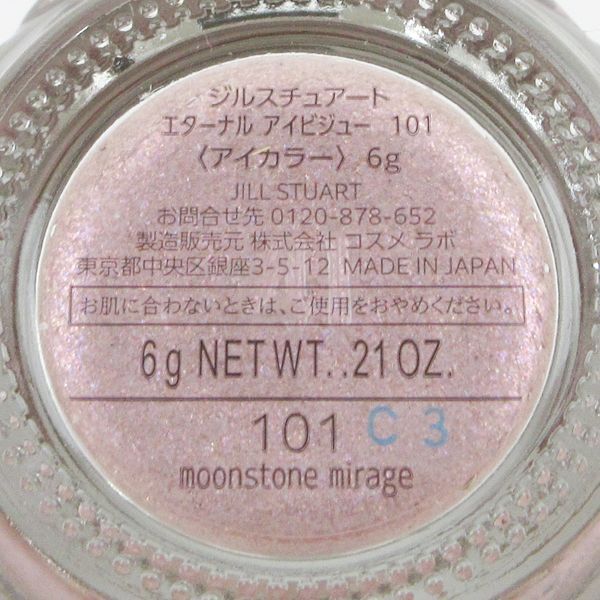 ジルスチュアート
エターナル アイビジュー 101
〈アイカラー〉 6g
JILL STUART
お問合せ先 0120-878-652
製造販売元 株式会社 コスメ ラボ
東京都中央区銀座3-5-12 MADE IN JAPAN
お肌に合わないときは、ご使用をおやめください。
6g NET WT. .21 OZ.
101 C3
moonstone mirage